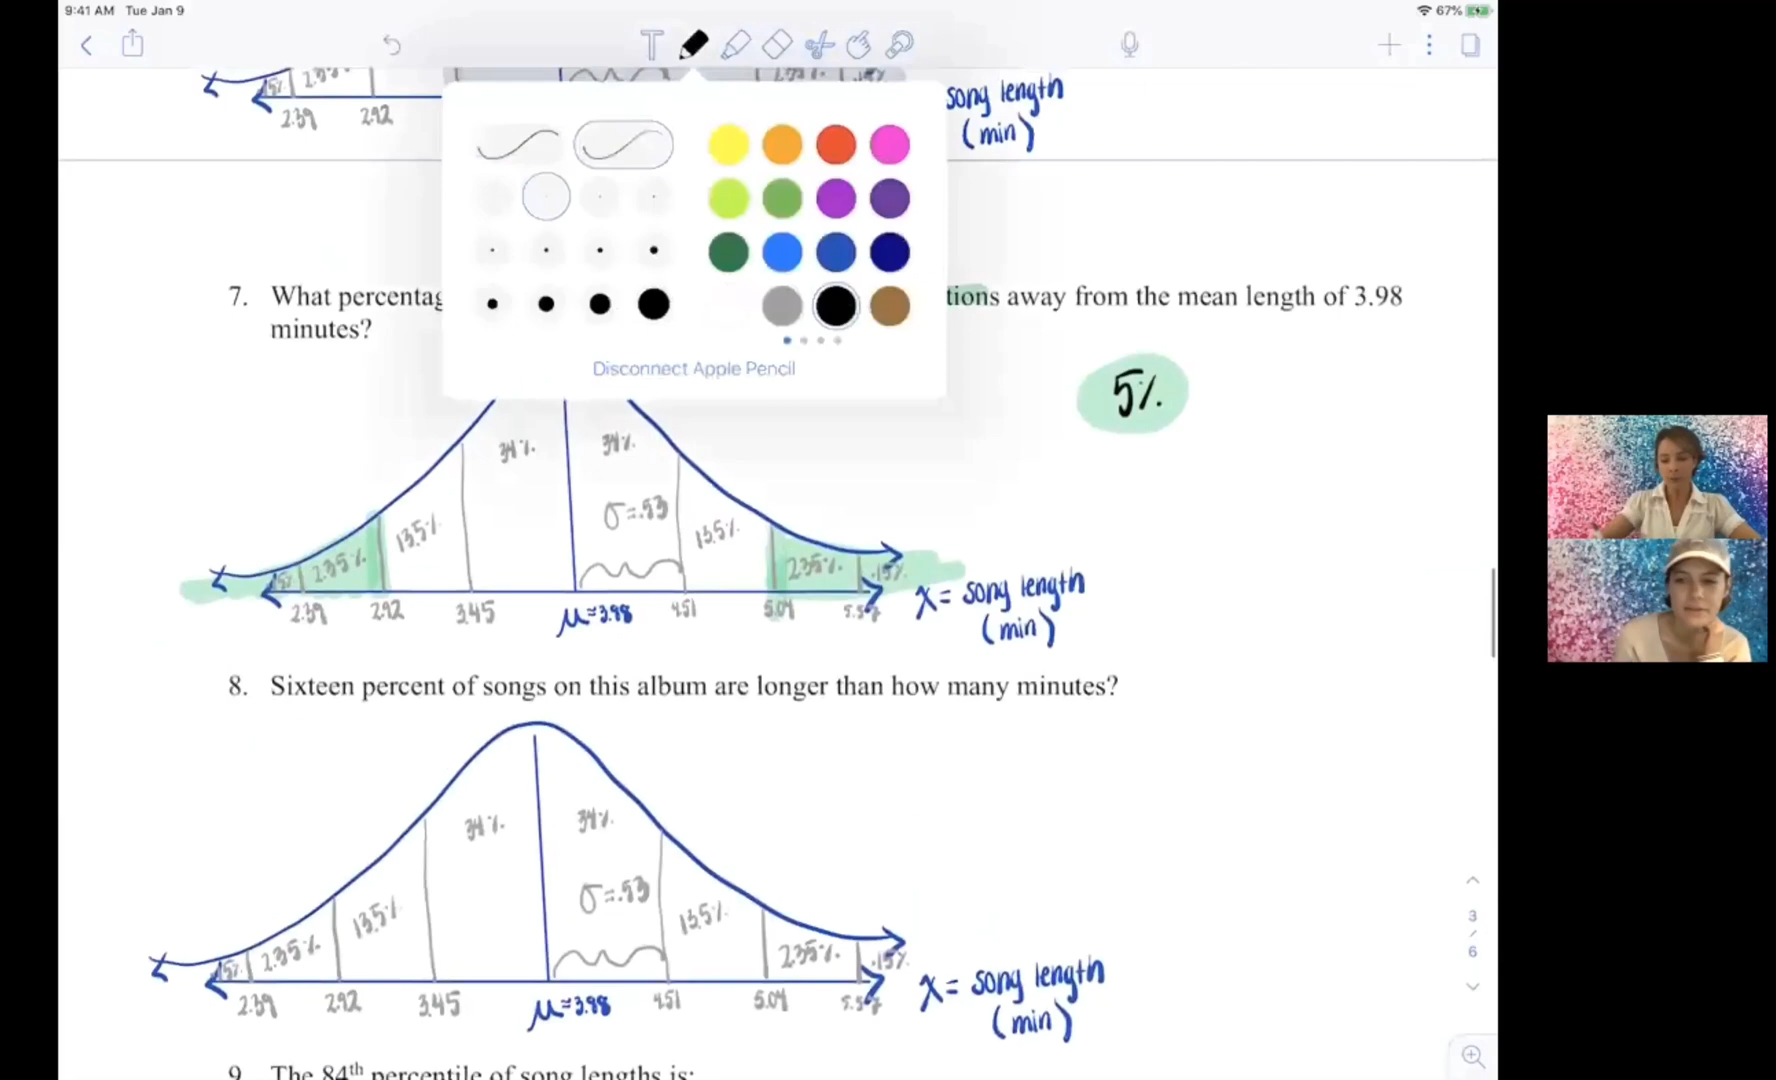 9:41 AM Tue Jan 9
67%
T
2.39 2.92
song length
(min)
7. What percentag
tions away from the mean length of 3.98
minutes?
Disconnect Apple Pencil
5%
34% 34%
σ=.53
13.5% 13.5%
2.35% 2.35% .15%
2.39 2.92 3.45 μ=3.98 4.51 5.04
x= song length
(min)
8. Sixteen percent of songs on this album are longer than how many minutes?
34% 34%
σ=.53
13.5% 13.5%
2.35% 2.35% .15%
2.39 2.92 3.45 μ=3.98 4.51 5.04
x= song length
(min)
3
/
6
9. The 84th percentile of song lengths is: